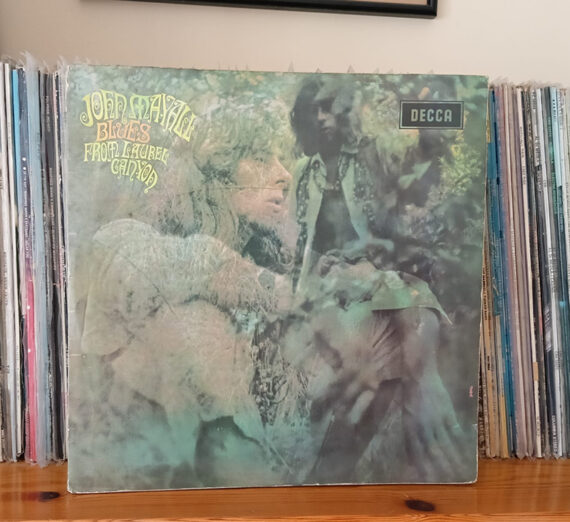 JOHN MAYALL
BLUES
FROM LAUREL
CANYON
DECCA